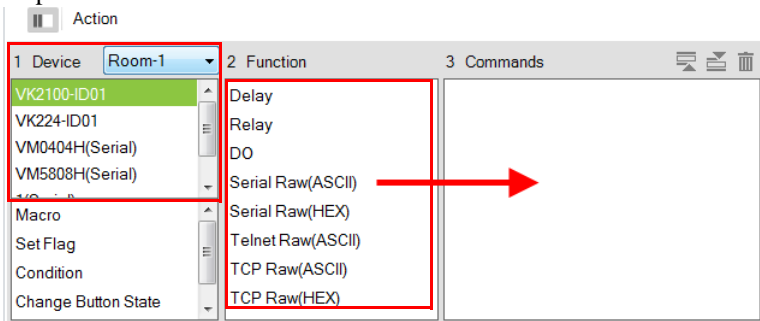 Action
1 Device Room-1
VK2100-ID01
VK224-ID01
VM0404H(Serial)
VM5808H(Serial)
Macro
Set Flag
Condition
Change Button State
2 Function
Delay
Relay
DO
Serial Raw(ASCII)
Serial Raw(HEX)
Telnet Raw(ASCII)
TCP Raw(ASCII)
TCP Raw(HEX)
3 Commands